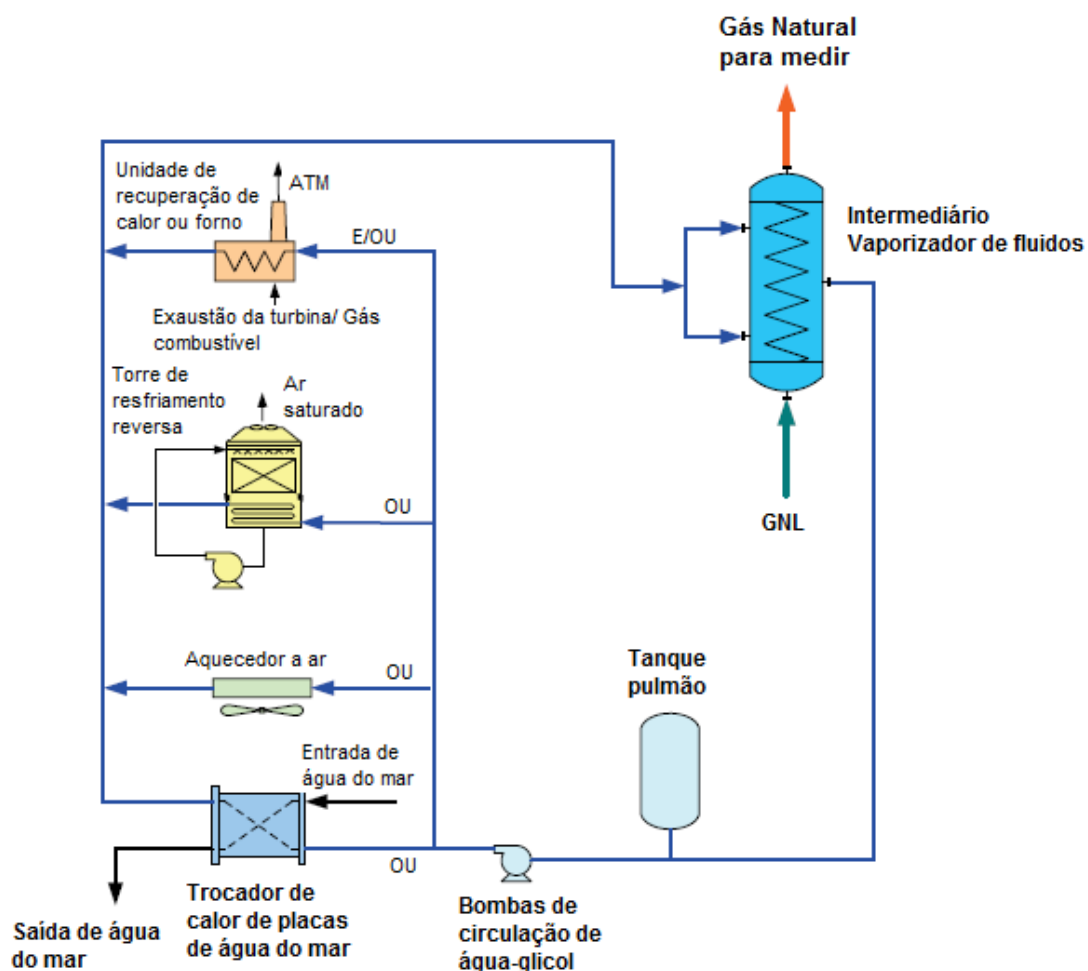 Gás Natural
para medir
Unidade de
recuperação de
calor ou forno
ATM
E/OU
Intermediário
Vaporizador de fluidos
Exaustão da turbina/ Gás
combustível
Torre de
resfriamento
reversa
Ar
saturado
OU
GNL
Aquecedor a ar
OU
Tanque
pulmão
Entrada de
água do mar
OU
Trocador de
calor de placas
de água do mar
Bombas de
circulação de
água-glicol
Saída de água
do mar